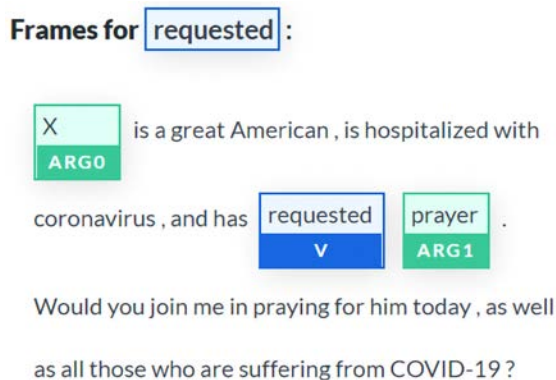 Frames for requested :
X is a great American , is hospitalized with
ARG0
coronavirus , and has requested prayer .
V ARG1
Would you join me in praying for him today , as well
as all those who are suffering from COVID-19 ?